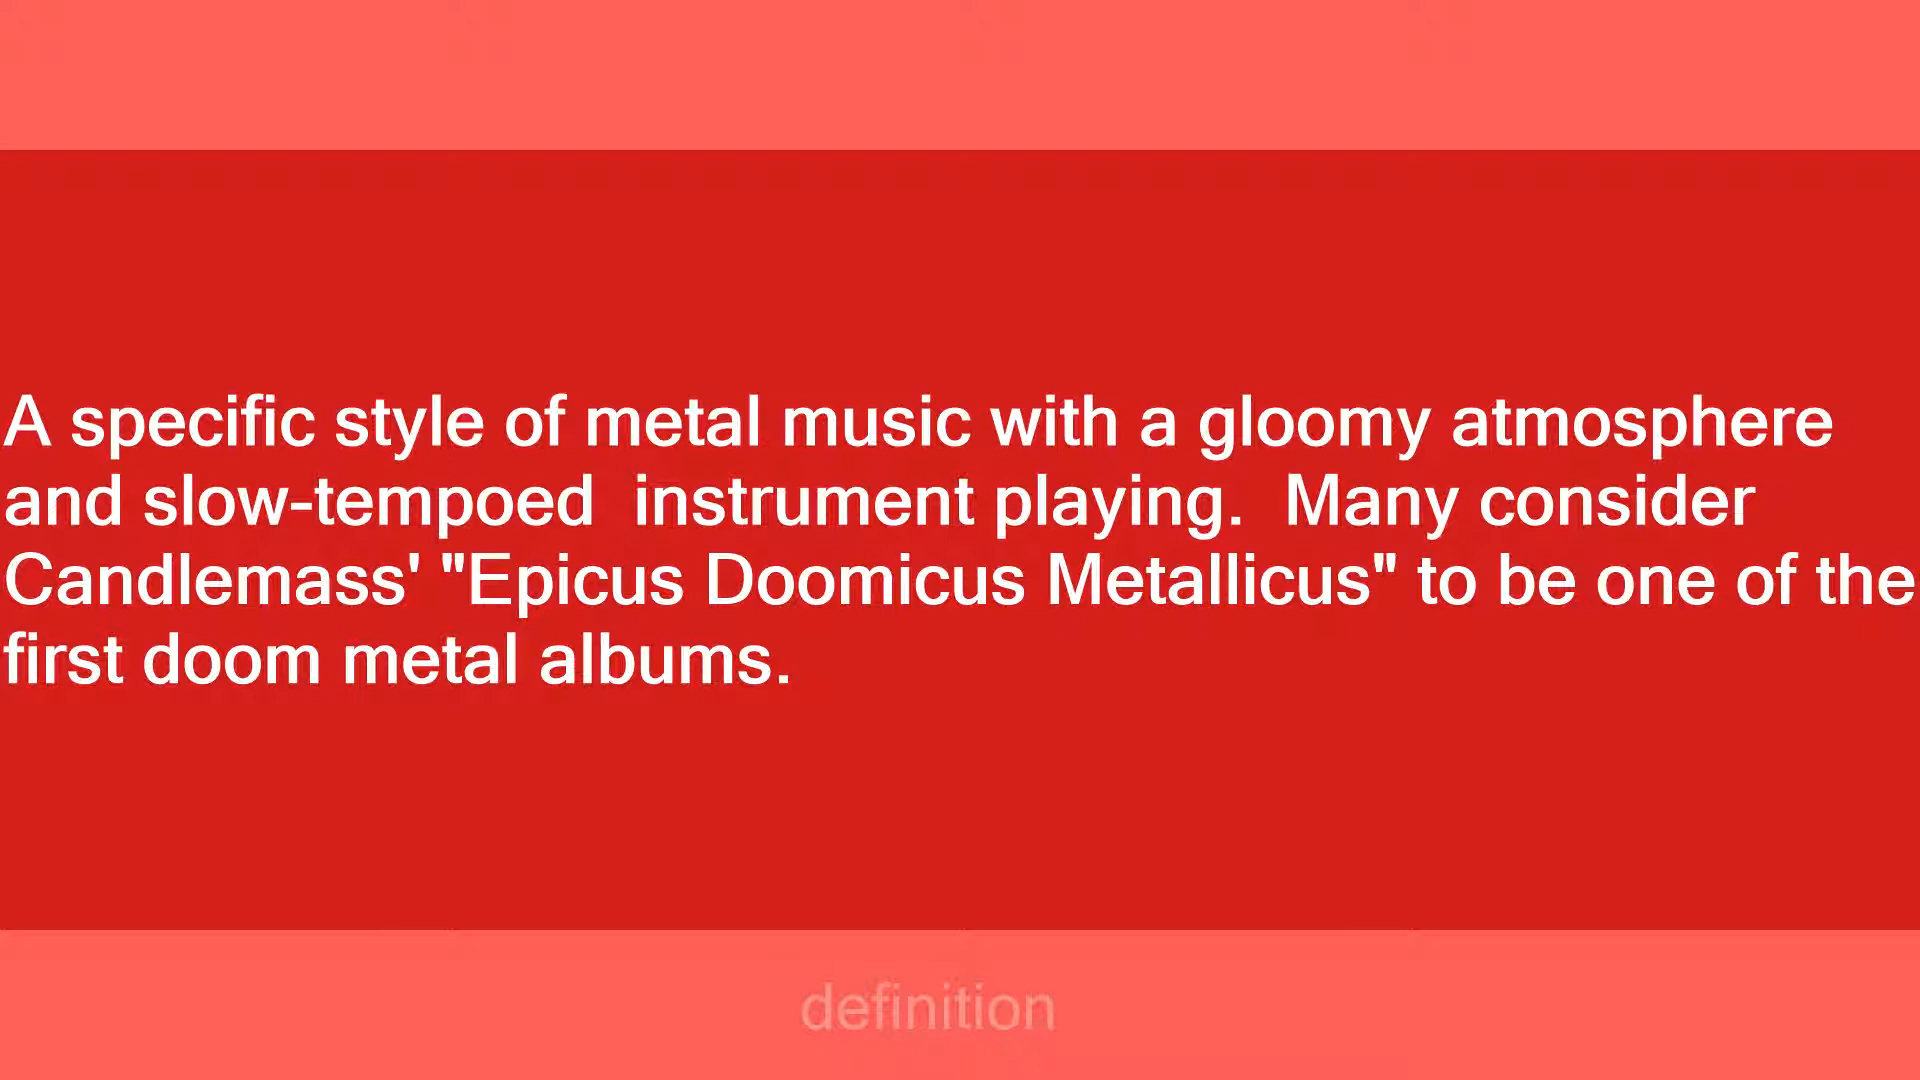 A specific style of metal music with a gloomy atmosphere
and slow-tempoed  instrument playing.  Many consider
Candlemass' "Epicus Doomicus Metallicus" to be one of the
first doom metal albums.
definition